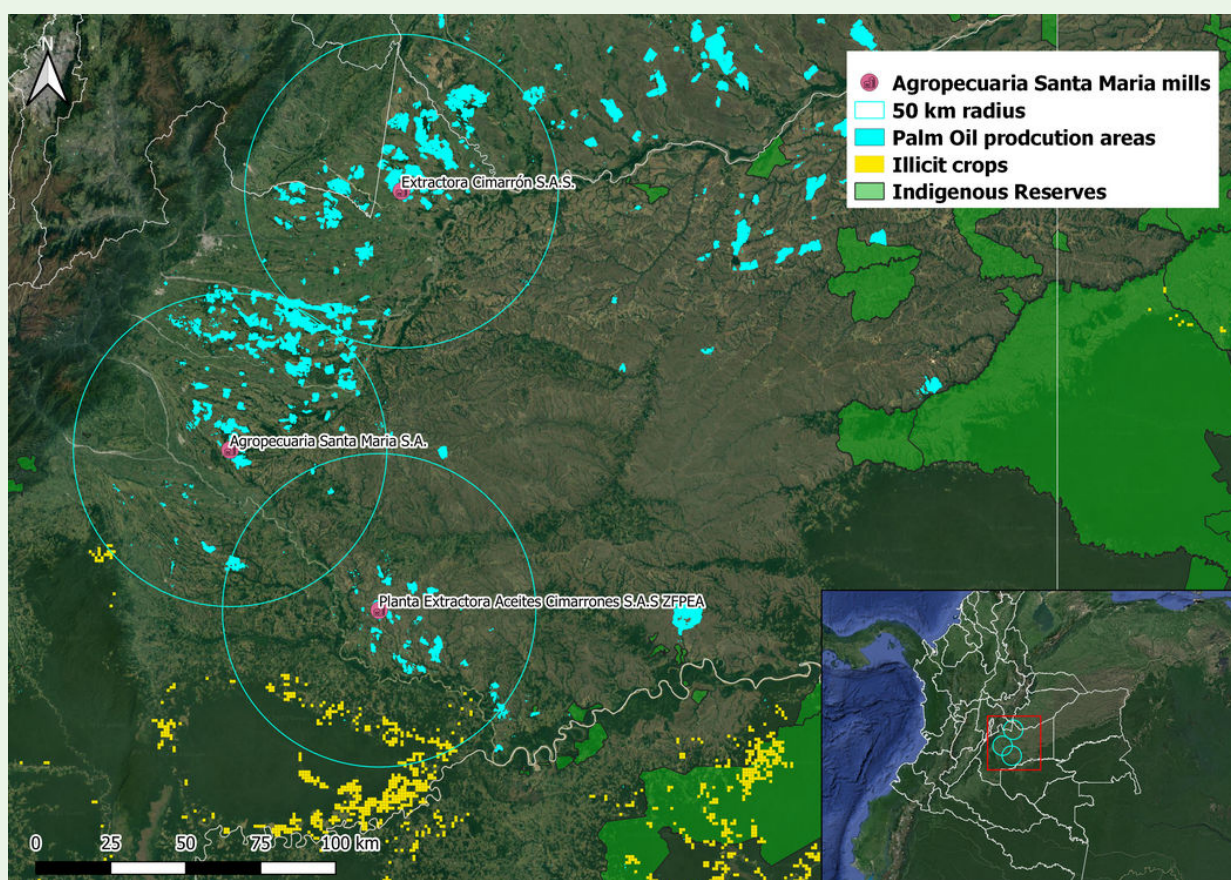 N
Agropecuaria Santa Maria mills
50 km radius
Palm Oil prodcution areas
Illicit crops
Indigenous Reserves
Extractora Cimarrón S.A.S.
Agropecuaria Santa Maria S.A.
Planta Extractora Aceites Cimarrones S.A.S ZFPEA
0 25 50 75 100 km